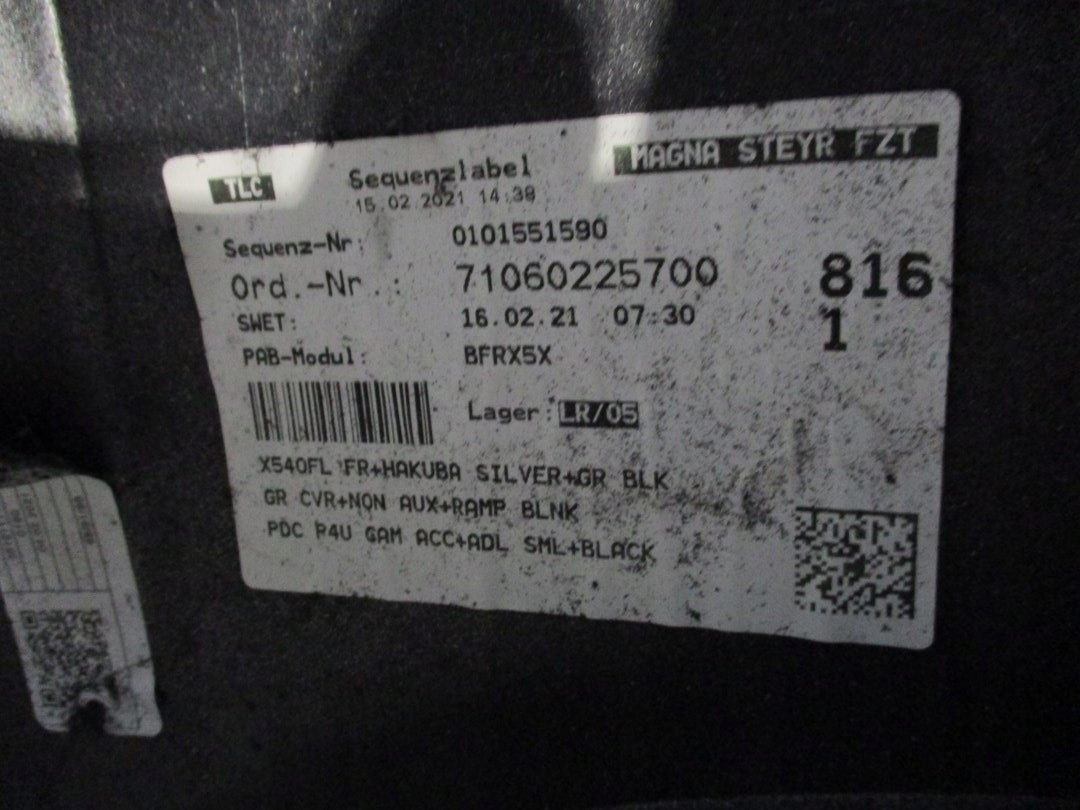 TLC Sequenzlabel MAGNA STEYR FZT
15.02.2021 14:38
Sequenz-Nr: 0101551590
Ord.-Nr.: 71060225700 816
SWET: 16.02.21 07:30 1
PAB-Modul: BFRX5X
Lager: LR/05
X540FL FR+HAKUBA SILVER+GR BLK
GR CVR+NON AUX+RAMP BLNK
PDC P4U GAM ACC+ADL SML+BLACK